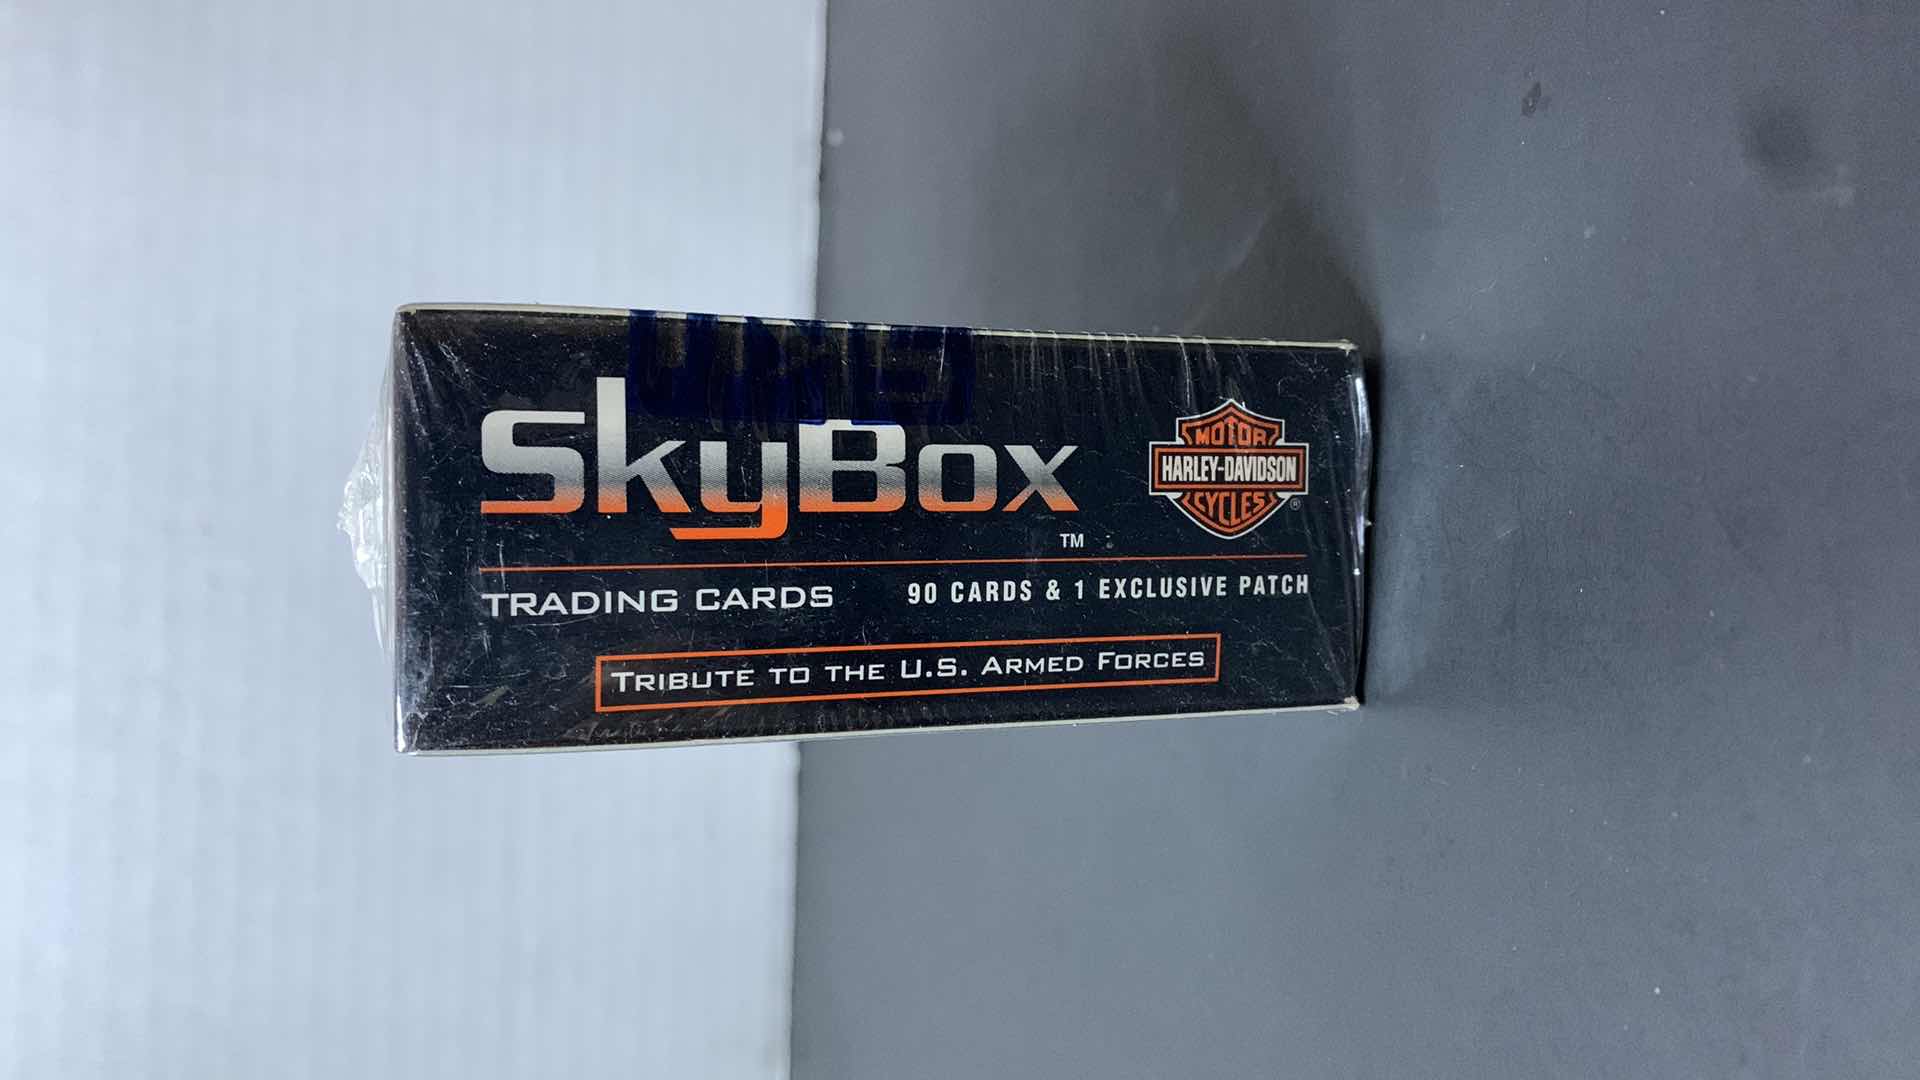 SkyBox
TM
MOTOR
HARLEY-DAVIDSON
CYCLES
®
TRADING CARDS
90 CARDS & 1 EXCLUSIVE PATCH
TRIBUTE TO THE U.S. ARMED FORCES